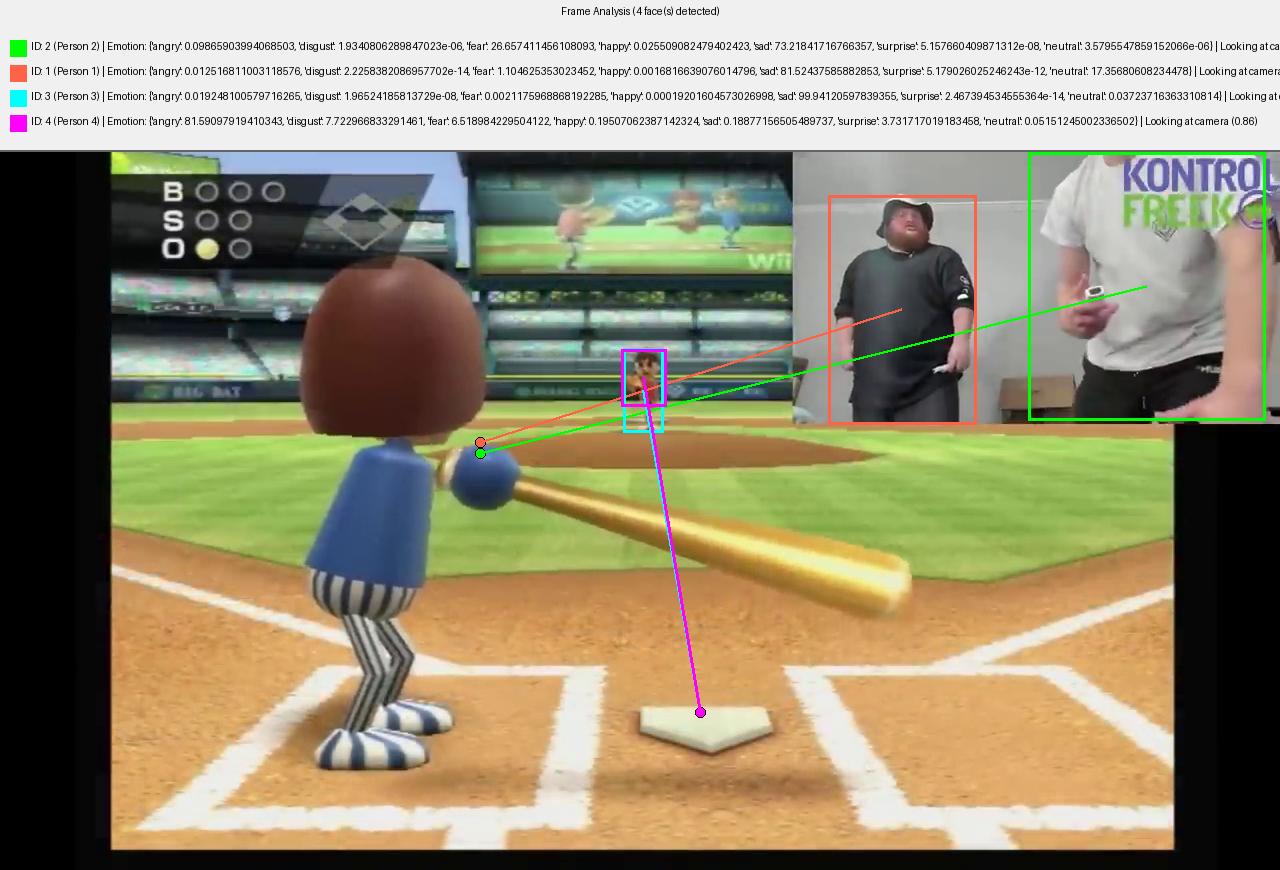 Frame Analysis (4 face(s) detected)
ID: 2 (Person 2) | Emotion: {'angry': 0.09865903994068503, 'disgust': 1.9340806289847023e-06, 'fear': 26.657411456108093, 'happy': 0.025509082479402423, 'sad': 73.21841716766357, 'surprise': 5.157660409871312e-08, 'neutral': 3.5795547859152066e-06} | Looking at ca
ID: 1 (Person 1) | Emotion: {'angry': 0.012516811003118576, 'disgust': 2.2258382086957702e-14, 'fear': 1.104625353023452, 'happy': 0.0016816639076014796, 'sad': 81.52437585882853, 'surprise': 5.179026025246243e-12, 'neutral': 17.35680608234478} | Looking at camera
ID: 3 (Person 3) | Emotion: {'angry': 0.019248100579716265, 'disgust': 1.96524185813729e-08, 'fear': 0.0021175968868192285, 'happy': 0.00019201604573026998, 'sad': 99.94120597839355, 'surprise': 2.467394534555364e-14, 'neutral': 0.03723716363310814} | Looking at c
ID: 4 (Person 4) | Emotion: {'angry': 81.59097919410343, 'disgust': 7.722966833291461, 'fear': 6.518984229504122, 'happy': 0.19507062387142324, 'sad': 0.18877156505489737, 'surprise': 3.731717019183458, 'neutral': 0.05151245002336502} | Looking at camera (0.86)
B
S
O
Wii
KONTROL
FREEK
BIG BAT